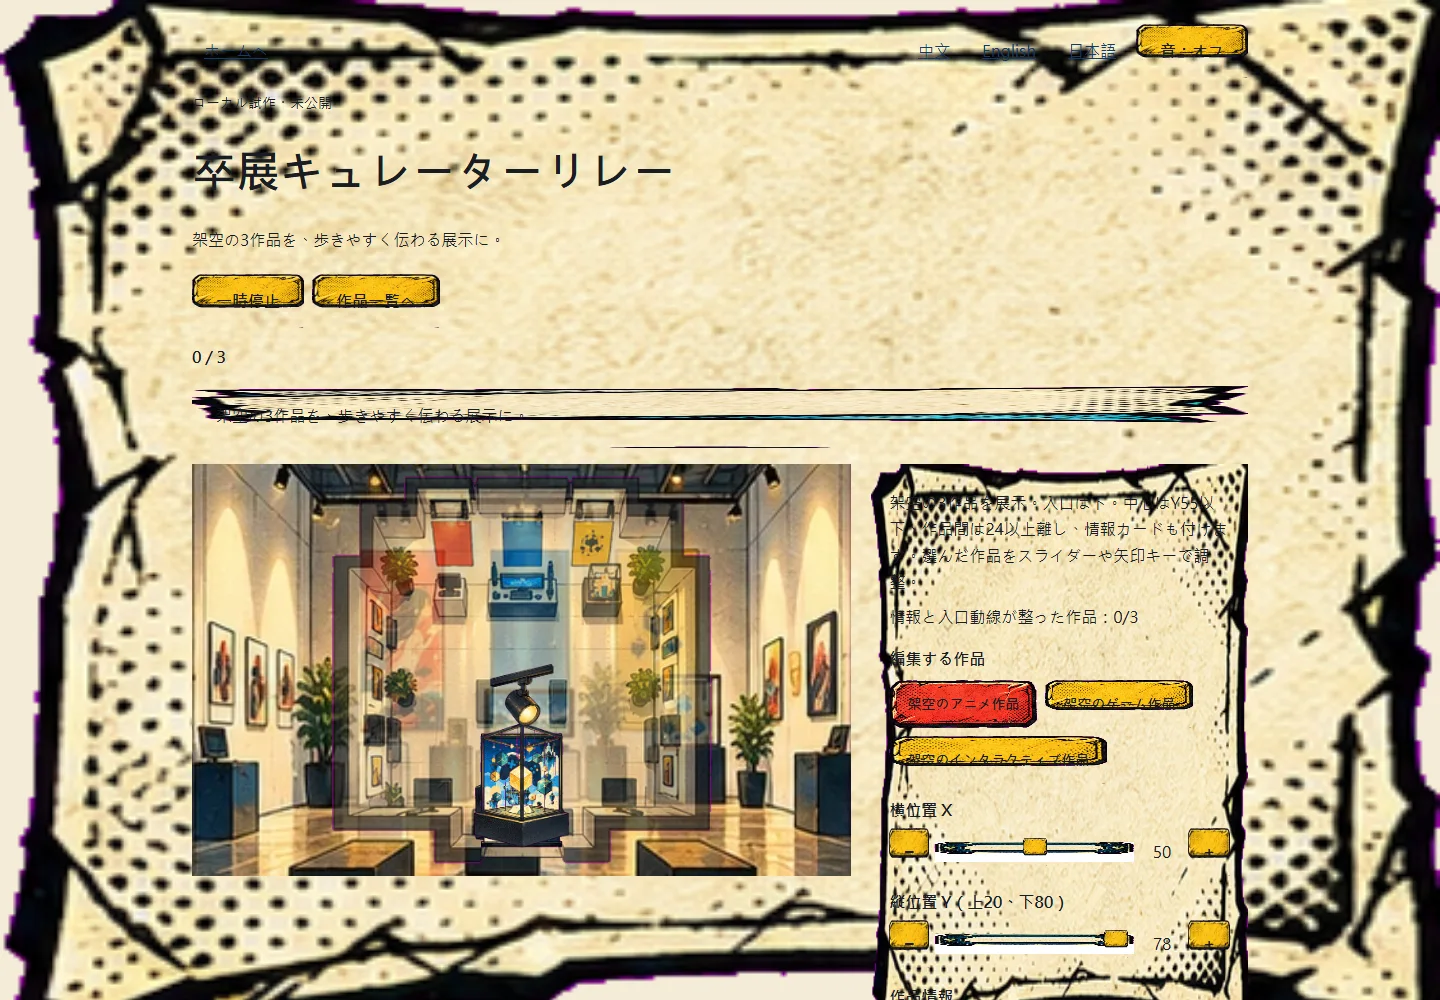 ホームへ
中文 English 日本語 音：オフ
ローカル試作・未公開
卒展キュレーターリレー
架空の3作品を、歩きやすく伝わる展示に。
一時停止 作品一覧へ
0 / 3
架空の3作品を、歩きやすく伝わる展示に。
架空の3作品を展示。入口は下。中心はY55以
下、作品間は24以上離し、情報カードも付けま
す。選んだ作品をスライダーや矢印キーで調
整。
情報と入口動線が整った作品：0/3
編集する作品
架空のアニメ作品 架空のゲーム作品
架空のインタラクティブ作品
横位置 X
− 50 +
縦位置 Y（上20、下80）
− 78 +
作品情報